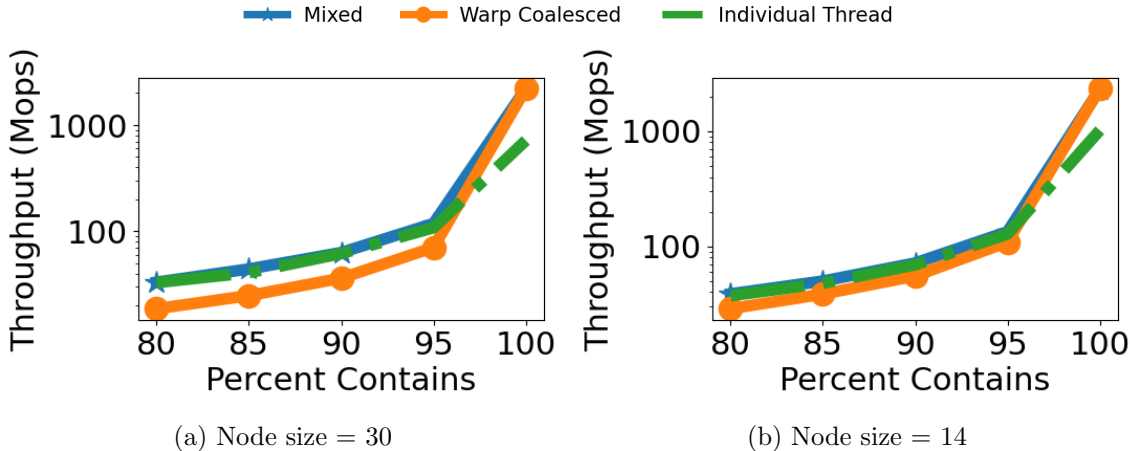 Mixed Warp Coalesced Individual Thread
Throughput (Mops)
1000
100
80 85 90 95 100
Percent Contains
(a) Node size = 30
Throughput (Mops)
1000
100
80 85 90 95 100
Percent Contains
(b) Node size = 14